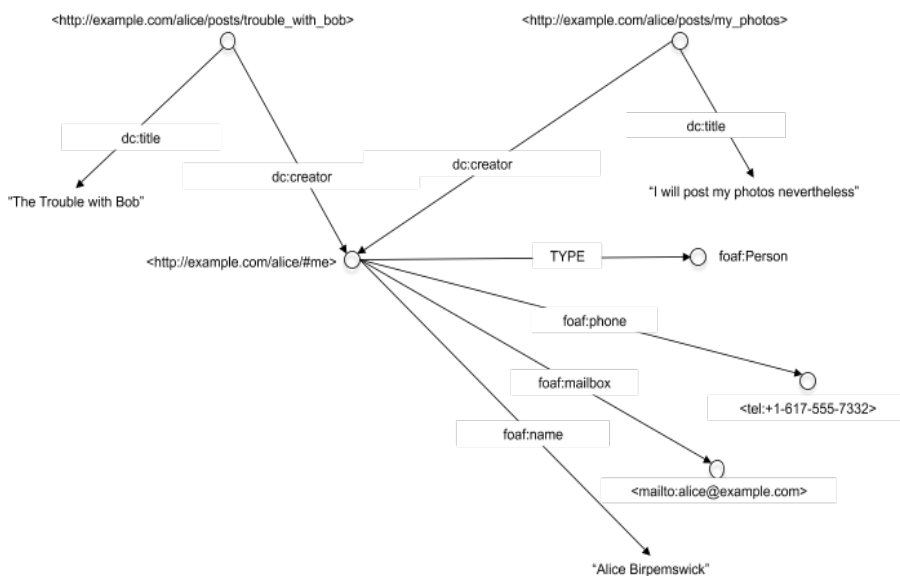 <http://example.com/alice/posts/trouble_with_bob>
<http://example.com/alice/posts/my_photos>
dc:title
dc:title
dc:creator
dc:creator
"The Trouble with Bob"
"I will post my photos nevertheless"
<http://example.com/alice/#me>
TYPE
foaf:Person
foaf:phone
foaf:mailbox
<tel:+1-617-555-7332>
foaf:name
<mailto:alice@example.com>
"Alice Birpemswick"